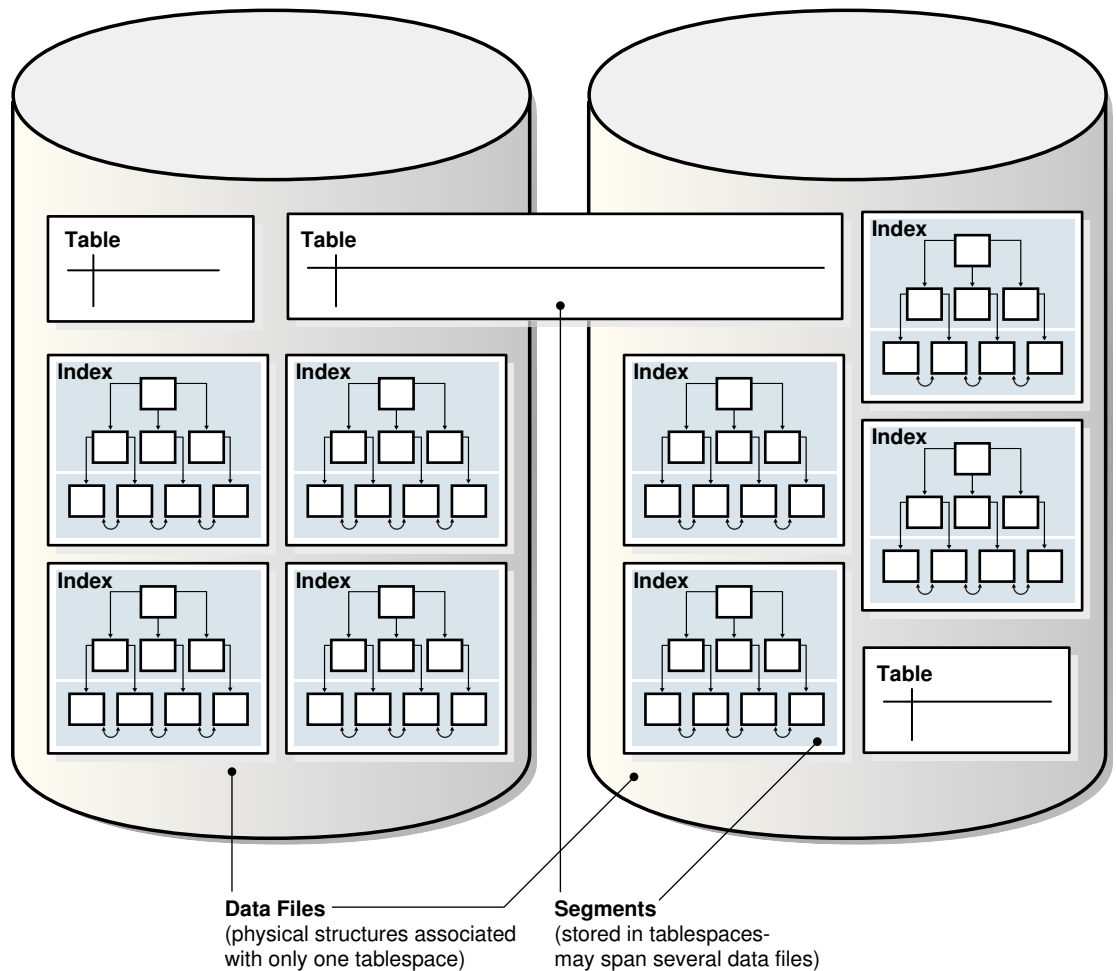 Table
Table
Index
Index
Index
Index
Index
Index
Index
Index
Table
Data Files
(physical structures associated
with only one tablespace)
Segments
(stored in tablespaces-
may span several data files)